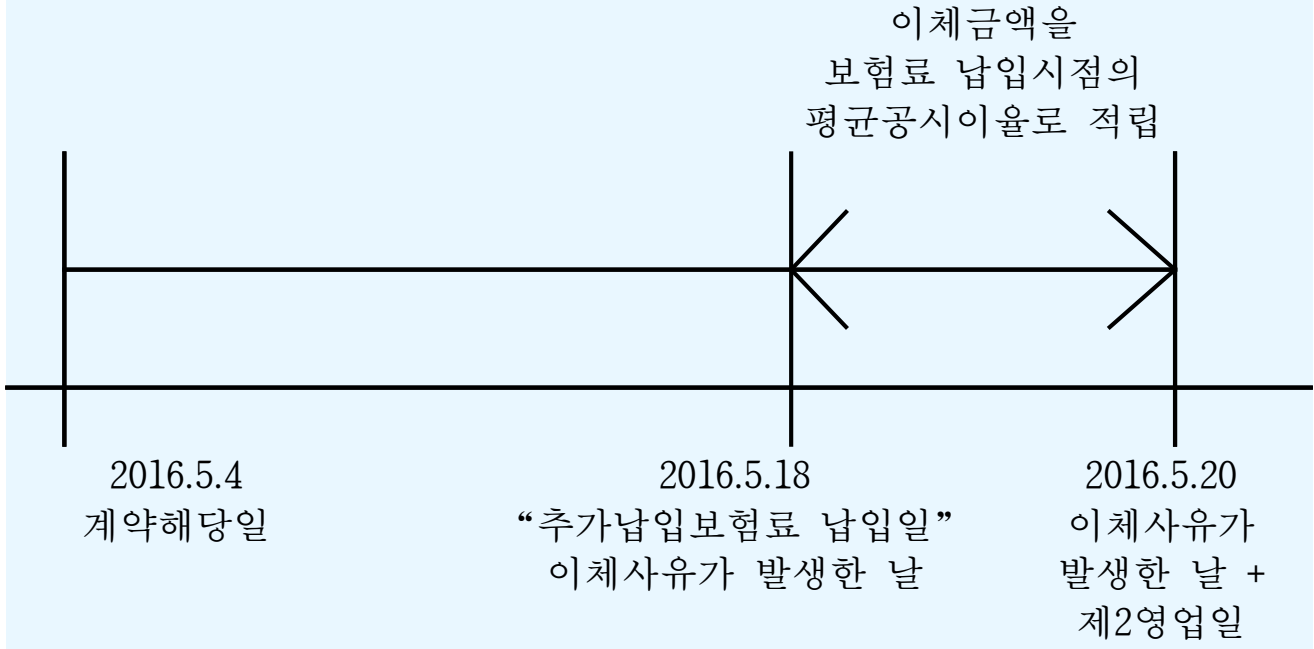 이체금액을
보험료 납입시점의
평균공시이율로 적립
2016.5.4
계약해당일
2016.5.18
“추가납입보험료 납입일”
이체사유가 발생한 날
2016.5.20
이체사유가
발생한 날 +
제2영업일